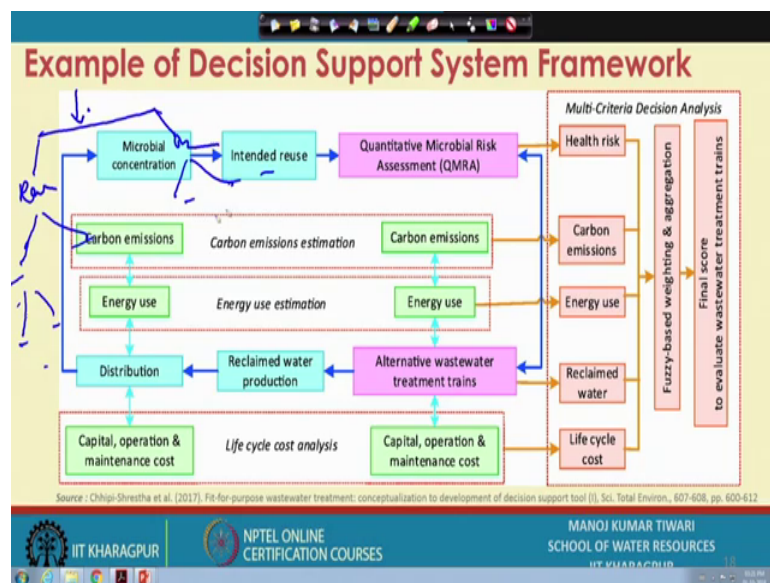 Example of Decision Support System Framework
Multi-Criteria Decision Analysis
Microbial
concentration
Intended reuse
Quantitative Microbial Risk
Assessment (QMRA)
Health risk
Carbon emissions
Carbon emissions estimation
Carbon emissions
Carbon
emissions
Energy use
Energy use estimation
Energy use
Energy use
Distribution
Reclaimed water
production
Alternative wastewater
treatment trains
Reclaimed
water
Capital, operation &
maintenance cost
Life cycle cost analysis
Capital, operation &
maintenance cost
Life cycle
cost
Fuzzy-based weighting & aggregation
Final score
to evaluate wastewater treatment trains
Source : Chhipi-Shrestha et al. (2017). Fit-for-purpose wastewater treatment: conceptualization to development of decision support tool (I), Sci. Total Environ., 607-608, pp. 600-612
IIT KHARAGPUR
NPTEL ONLINE
CERTIFICATION COURSES
MANOJ KUMAR TIWARI
SCHOOL OF WATER RESOURCES
IIT KHARAGPUR
18